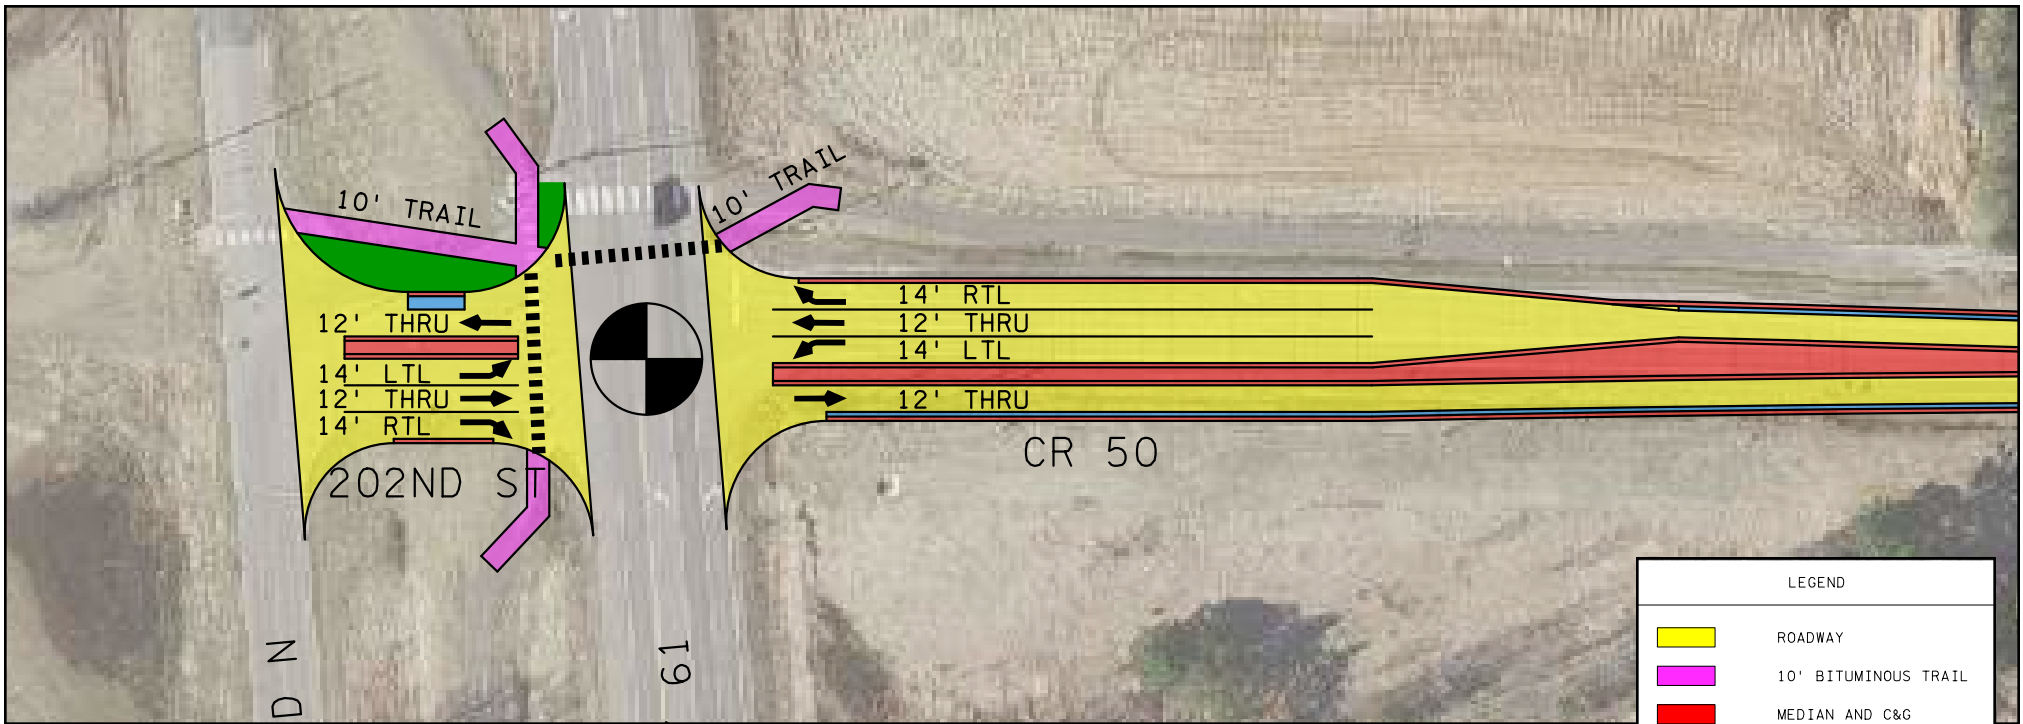 10' TRAIL
10' TRAIL
12' THRU
14' LTL
12' THRU
14' RTL
202ND ST
14' RTL
12' THRU
14' LTL
12' THRU
CR 50
D N
61
LEGEND
ROADWAY
10' BITUMINOUS TRAIL
MEDIAN AND C&G